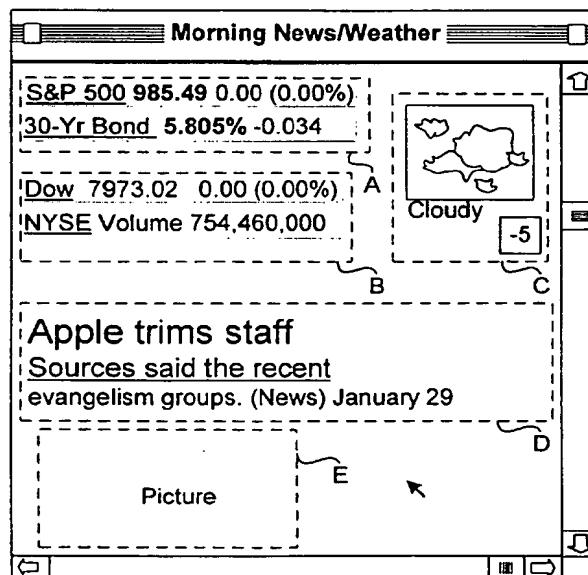 Morning News/Weather
S&P 500 985.49 0.00 (0.00%)
30-Yr Bond 5.805% -0.034
A
Dow 7973.02 0.00 (0.00%)
NYSE Volume 754,460,000
B
Cloudy
-5
C
Apple trims staff
Sources said the recent
evangelism groups. (News) January 29
D
Picture
E